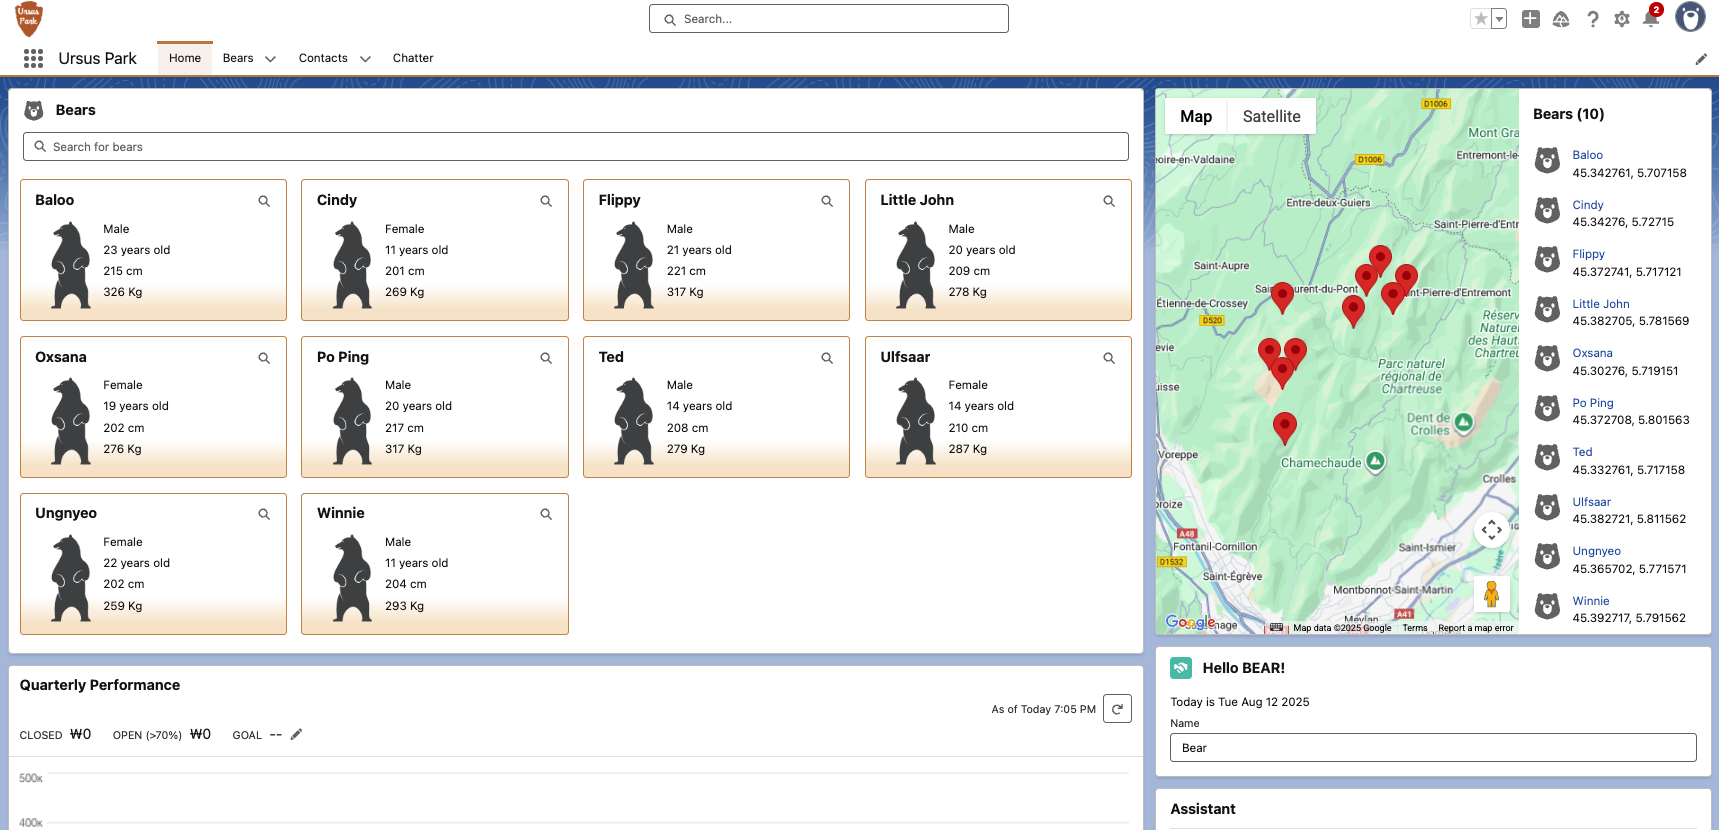 Ursus
Park
Search...
2
Ursus Park
Home
Bears
Contacts
Chatter
Bears
Search for bears
Baloo
Male
23 years old
215 cm
326 Kg
Cindy
Female
11 years old
201 cm
269 Kg
Flippy
Male
21 years old
221 cm
317 Kg
Little John
Male
20 years old
209 cm
278 Kg
Oxsana
Female
19 years old
202 cm
276 Kg
Po Ping
Male
20 years old
217 cm
317 Kg
Ted
Male
14 years old
208 cm
279 Kg
Ulfsaar
Female
14 years old
210 cm
287 Kg
Ungnyeo
Female
22 years old
202 cm
259 Kg
Winnie
Male
11 years old
204 cm
293 Kg
Quarterly Performance
As of Today 7:05 PM
CLOSED ₩0 OPEN (>70%) ₩0 GOAL --
500K
400K
Map
Satellite
D1006
Mont Gra
oire-en-Valdaine
D1006
Entremont-le-
Entre-deux-Guiers
Saint-Pierre-d'Entr
Saint-Aupre
Étienne-de-Crossey
D520
nt-Pierre-d'Entremont
Réserv
Naturel
des Haut
Chartreu
Parc naturel
régional de
Chartreuse
Dent de
Crolles
Voreppe
Chamechaude
Crolles
A48
Fontanil-Cornillon
D1532
Saint-Ismier
Isère
Saint-Égrève
Montbonnot-Saint-Martin
A41
Meylan
Google
Map data ©2025 Google
Terms
Report a map error
Bears (10)
Baloo
45.342761, 5.707158
Cindy
45.34276, 5.72715
Flippy
45.372741, 5.717121
Little John
45.382705, 5.781569
Oxsana
45.30276, 5.719151
Po Ping
45.372708, 5.801563
Ted
45.332761, 5.717158
Ulfsaar
45.382721, 5.811562
Ungnyeo
45.365702, 5.771571
Winnie
45.392717, 5.791562
Hello BEAR!
Today is Tue Aug 12 2025
Name
Bear
Assistant